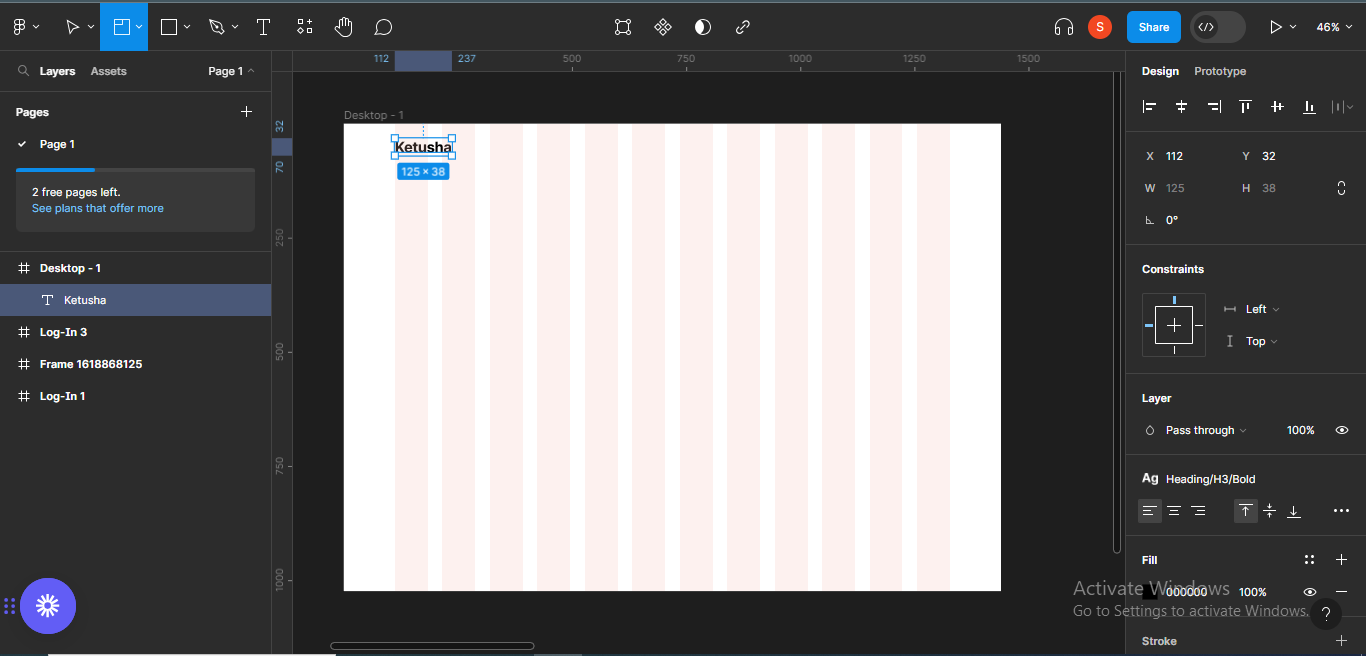 S
Share
46%
Layers
Assets
Page 1
112
237
500
750
1000
1250
1500
Design
Prototype
Pages
Page 1
2 free pages left.
See plans that offer more
Desktop - 1
Ketusha
Log-In 3
Frame 1618868125
Log-In 1
32
70
250
500
750
1000
Desktop - 1
Ketusha
125 × 38
X 112
Y 32
W 125
H 38
0°
Constraints
Left
Top
Layer
Pass through
100%
Ag Heading/H3/Bold
Fill
000000
100%
Activate Windows
Go to Settings to activate Windows.
?
Stroke